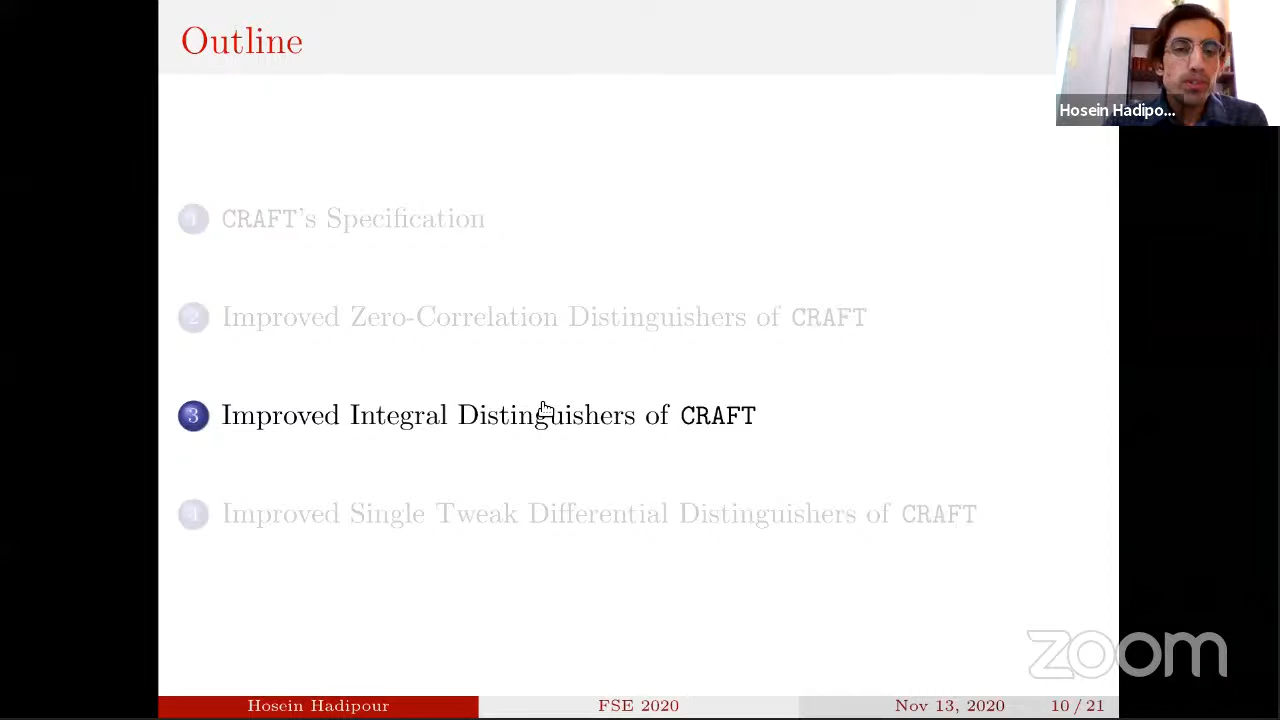 Outline
Hosein Hadipo...
1 CRAFT's Specification
2 Improved Zero-Correlation Distinguishers of CRAFT
3 Improved Integral Distinguishers of CRAFT
4 Improved Single Tweak Differential Distinguishers of CRAFT
zoom
Hosein Hadipour FSE 2020 Nov 13, 2020 10 / 21